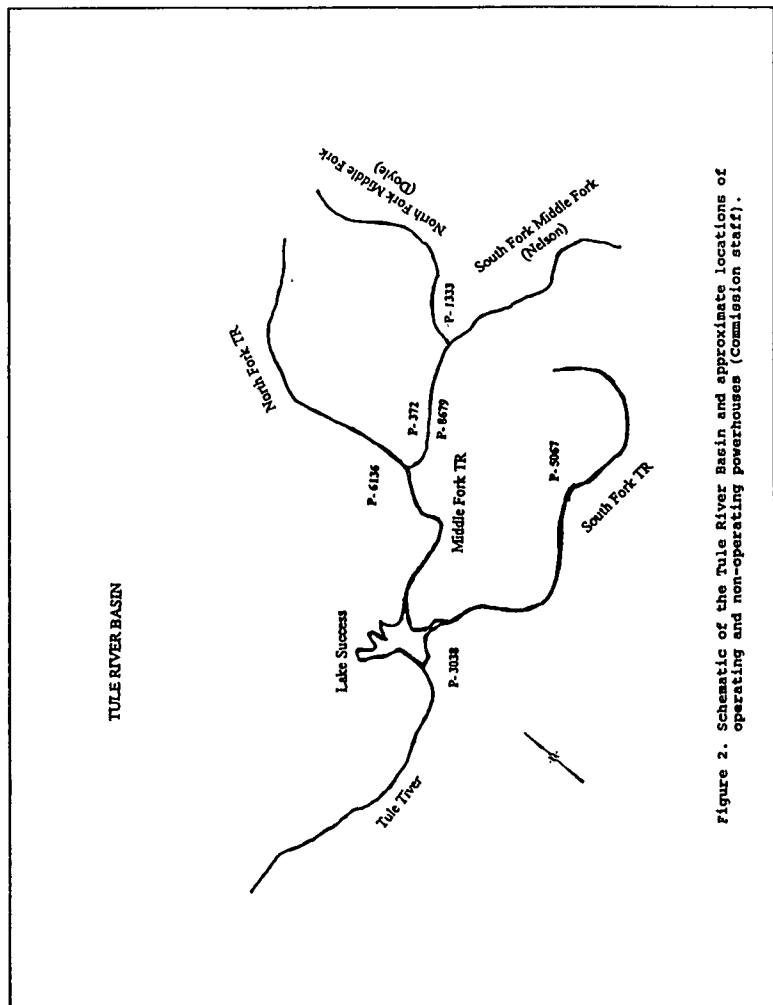 TULE RIVER BASIN
North Fork TR
North Fork Middle Fork
(Doyle)
P- 1333
South Fork Middle Fork
(Nelson)
P- 372
P- 8679
P- 6136
Middle Fork TR
P- 5067
South Fork TR
Lake Success
P- 3038
Tule Tiver
Figure 2. Schematic of the Tule River Basin and approximate locations of
operating and non-operating powerhouses (Commission staff).